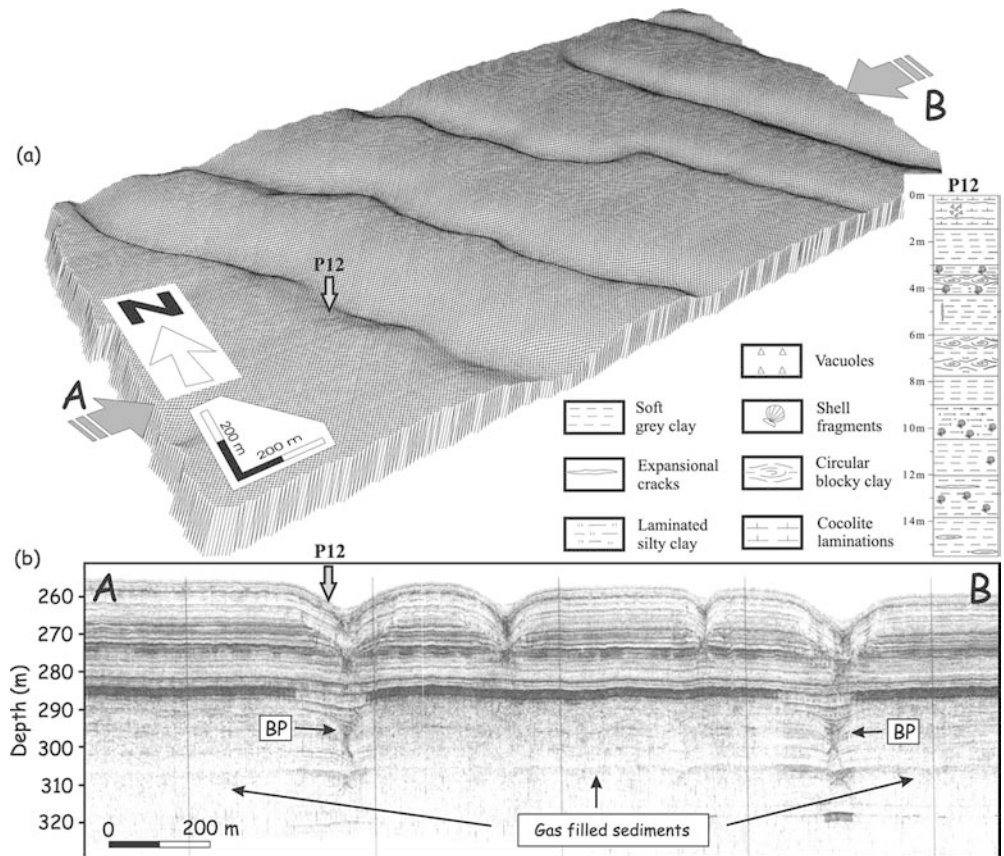 (a)
B
P12
0m
2m
4m
6m
8m
10m
12m
14m
P12
N
A
200 m
200 m
Vacuoles
Soft
grey clay
Shell
fragments
Expansional
cracks
Circular
blocky clay
Laminated
silty clay
Cocolite
laminations
(b)
P12
A
B
Depth (m)
260
270
280
290
300
310
320
BP
BP
Gas filled sediments
0
200 m